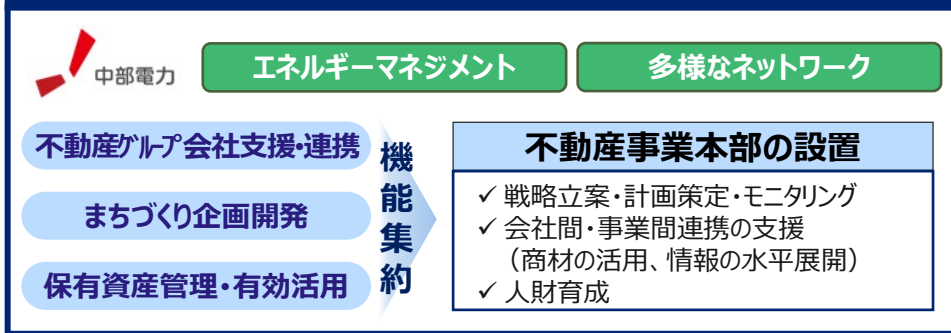 中部電力
エネルギーマネジメント
多様なネットワーク
不動産グループ会社支援・連携
まちづくり企画開発
保有資産管理・有効活用
機能集約
不動産事業本部の設置
✓ 戦略立案・計画策定・モニタリング
✓ 会社間・事業間連携の支援
（商材の活用、情報の水平展開）
✓ 人財育成